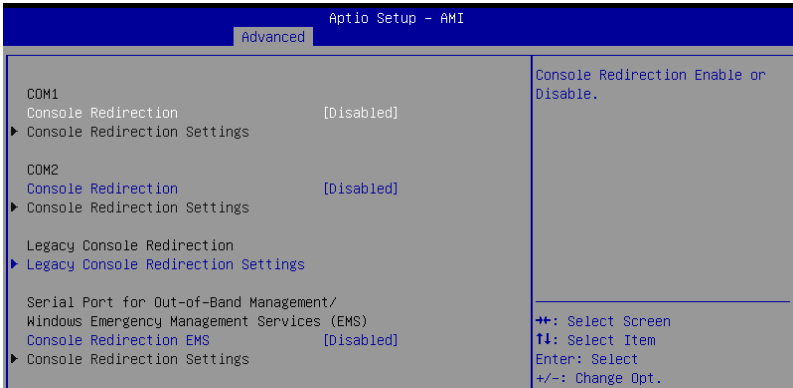 Aptio Setup – AMI
Advanced
COM1
Console Redirection [Disabled]
▶ Console Redirection Settings
COM2
Console Redirection [Disabled]
▶ Console Redirection Settings
Legacy Console Redirection
▶ Legacy Console Redirection Settings
Serial Port for Out-of-Band Management/
Windows Emergency Management Services (EMS)
Console Redirection EMS [Disabled]
▶ Console Redirection Settings
Console Redirection Enable or
Disable.
→←: Select Screen
↑↓: Select Item
Enter: Select
+/-: Change Opt.